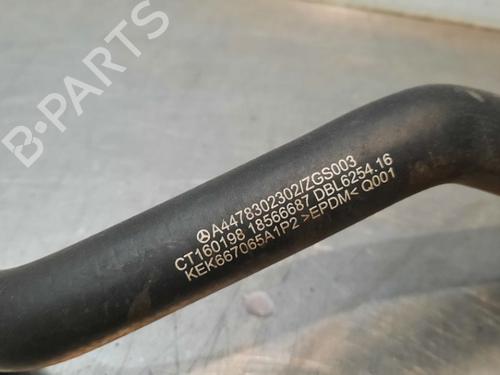 B-PARTS
A4478302302/ZGS003
CT160198 18566687 DBL6254.16
KEK667065A1P2 >EPDM< Q001